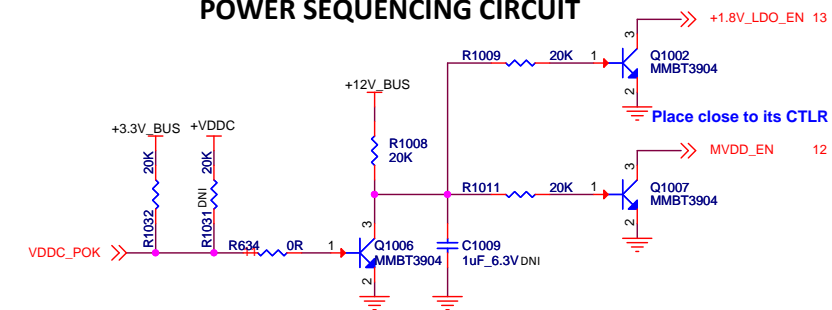 POWER SEQUENCING CIRCUIT
+1.8V_LDO_EN 13
3
R1009 20K 1
Q1002
MMBT3904
2
+12V_BUS
Place close to its CTLR
+3.3V_BUS
+VDDC
R1008
20K
MVDD_EN 12
3
20K
20K
R1011 20K 1
Q1007
MMBT3904
2
DNI
R1032
R1031
3
VDDC_POK
R634 0R 1
Q1006
MMBT3904
2
C1009
1uF_6.3V DNI